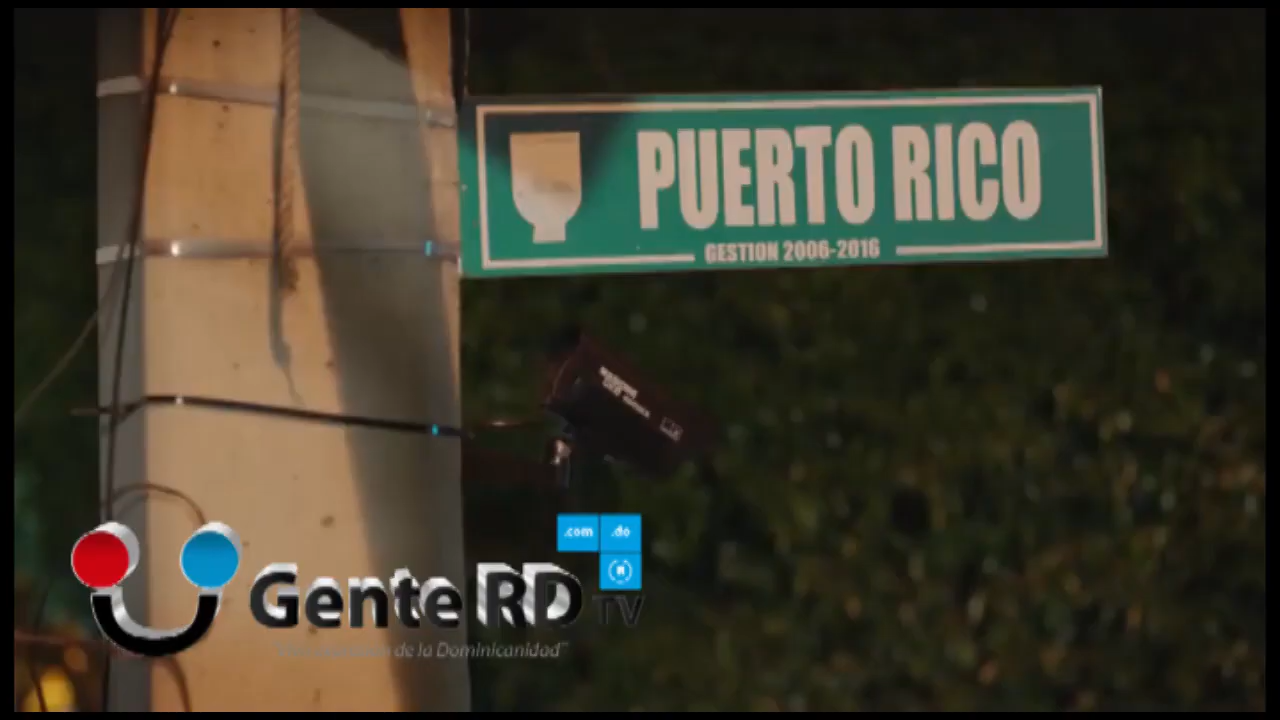 PUERTO RICO
GESTION 2006-2016
.com .do
Gente RD TV
de la Dominicanidad"